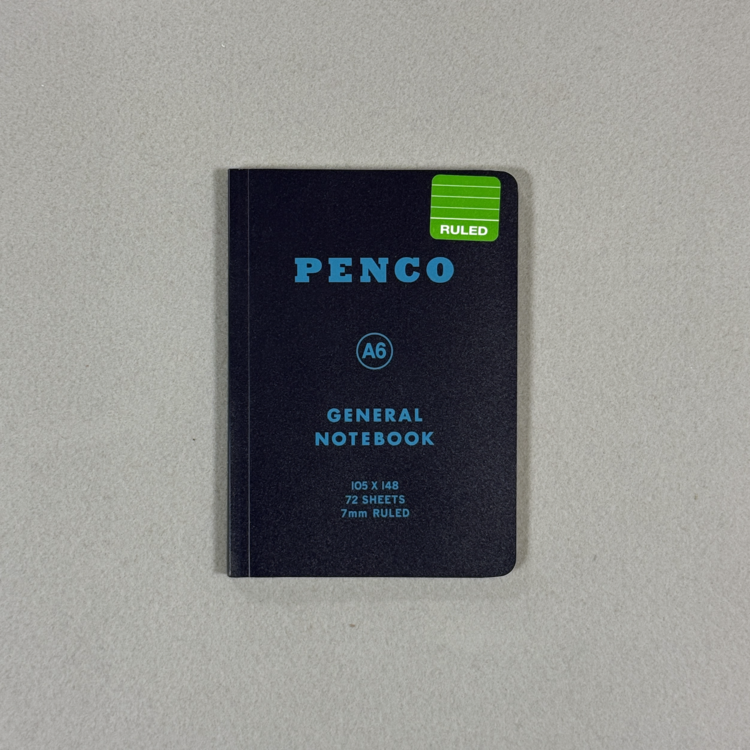 RULED
PENCO
A6
GENERAL
NOTEBOOK
105 X 148
72 SHEETS
7mm RULED